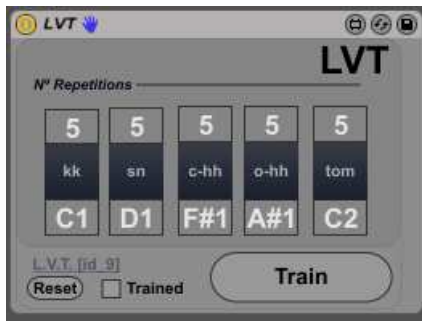 LVT
LVT
Nº Repetitions
5 5 5 5 5
kk sn c-hh o-hh tom
C1 D1 F#1 A#1 C2
L.V.T. [id_9]
Reset Trained Train